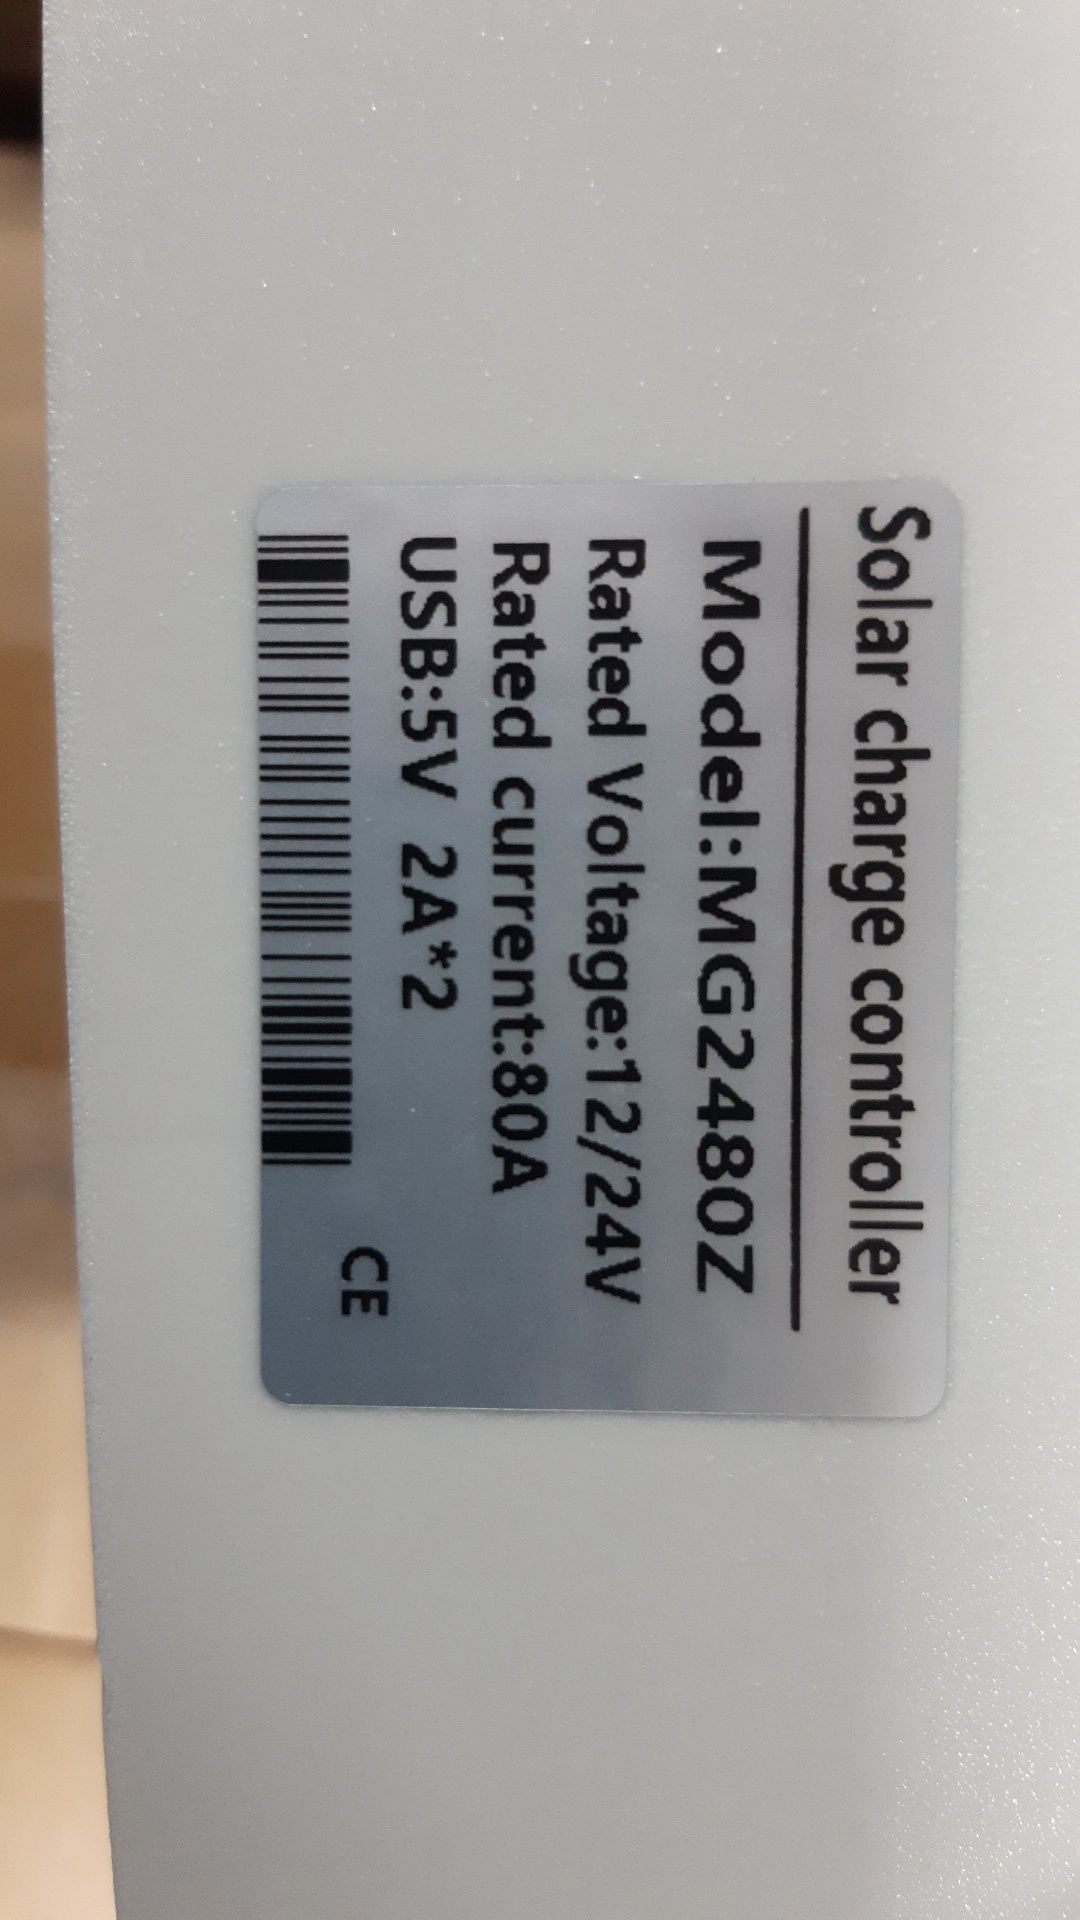 Solar charge controller
Model:MG2480Z
Rated Voltage:12/24V
Rated current:80A
USB:5V 2A*2
CE